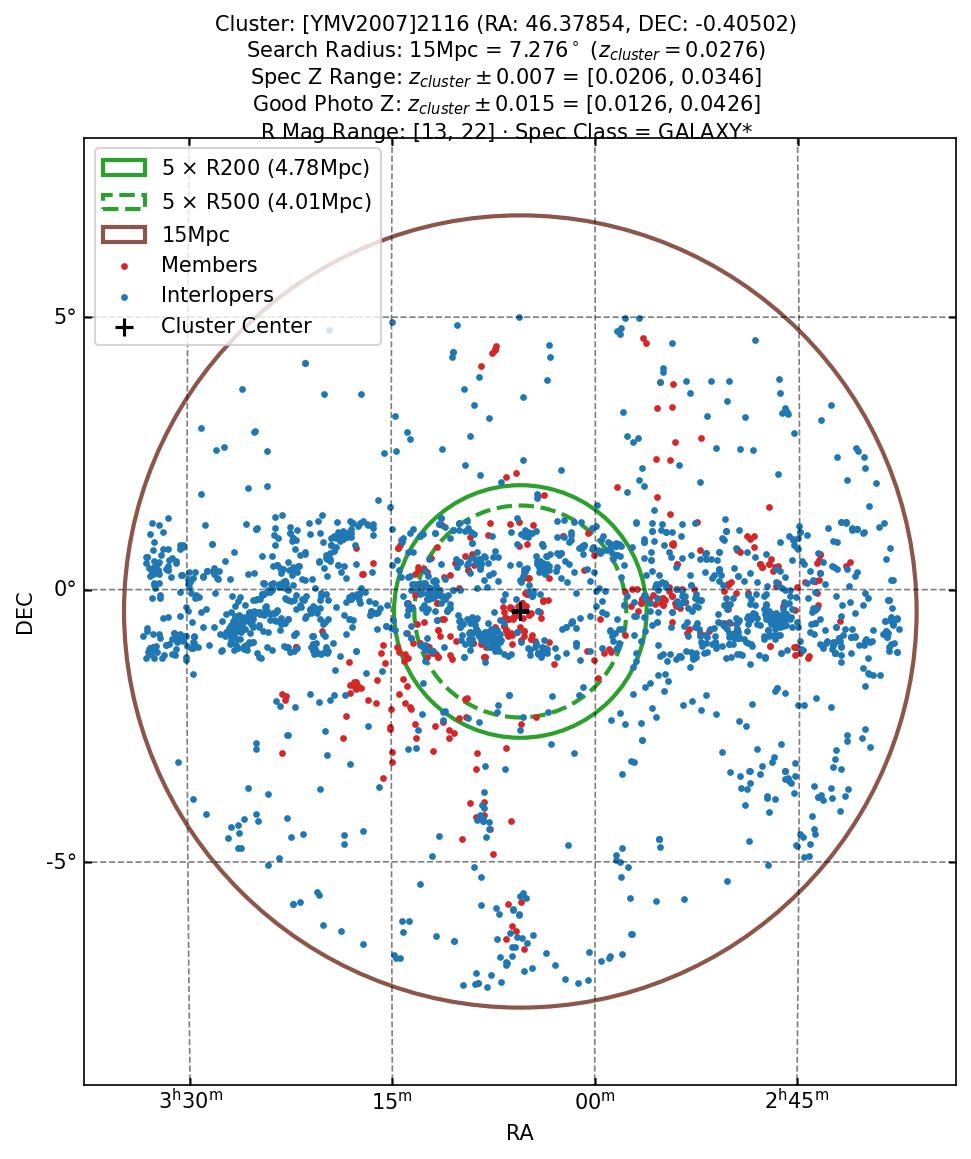 Cluster: [YMV2007]2116 (RA: 46.37854, DEC: -0.40502)
Search Radius: 15Mpc = 7.276° (z_cluster = 0.0276)
Spec Z Range: z_cluster ± 0.007 = [0.0206, 0.0346]
Good Photo Z: z_cluster ± 0.015 = [0.0126, 0.0426]
R Mag Range: [13, 22] · Spec Class = GALAXY*
5 × R200 (4.78Mpc)
5 × R500 (4.01Mpc)
15Mpc
Members
Interlopers
Cluster Center
5°
0°
-5°
DEC
3h30m 15m 00m 2h45m
RA